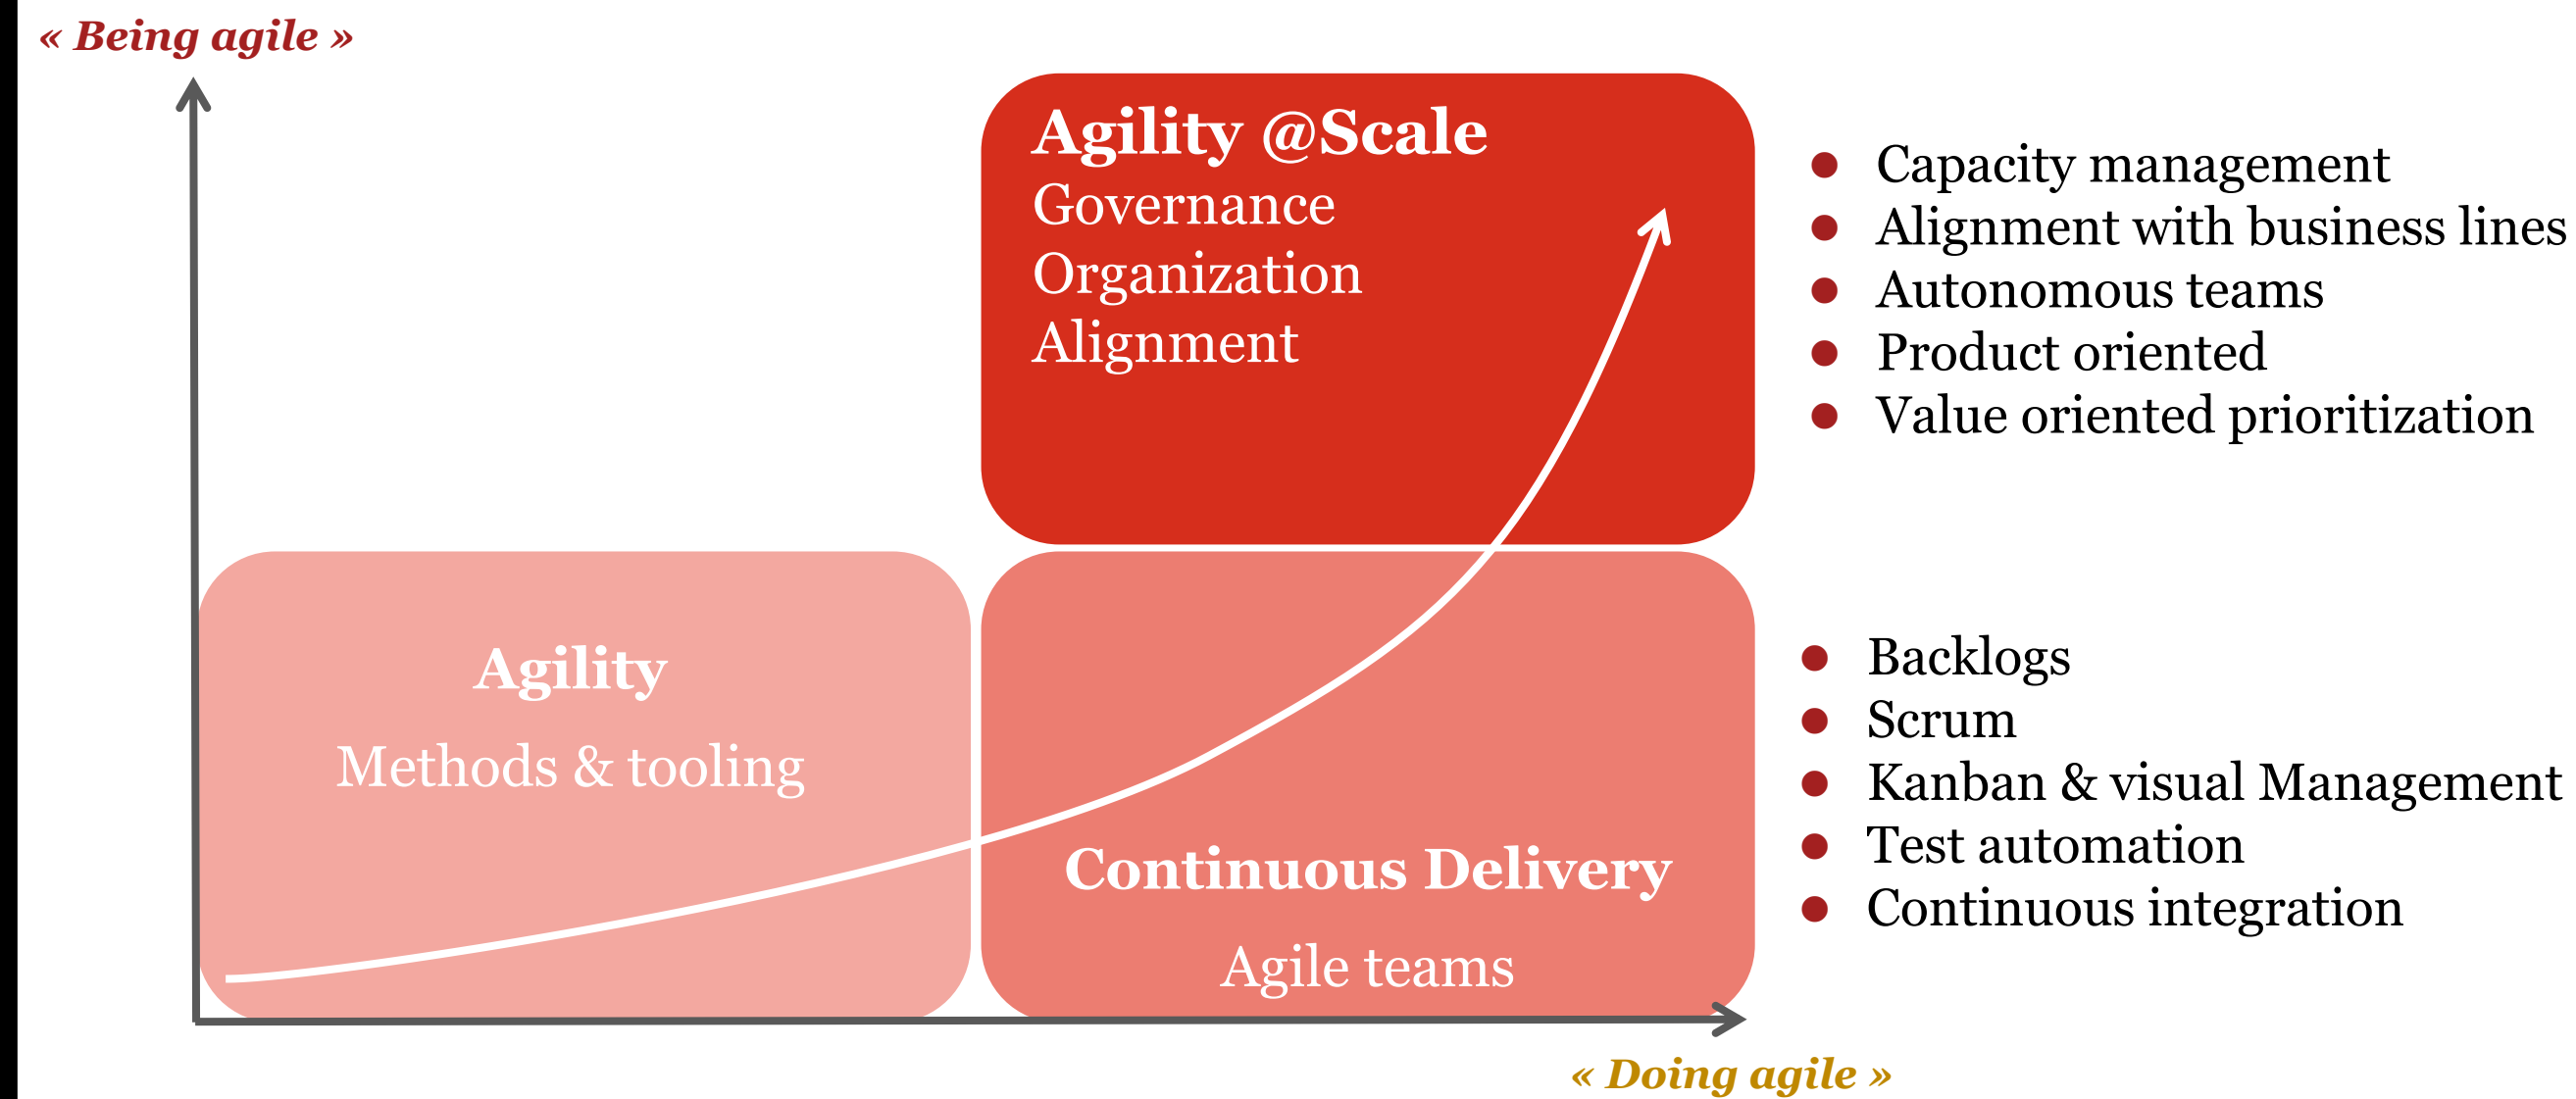 « Being agile »
Agility @Scale
Governance
Organization
Alignment
● Capacity management
● Alignment with business lines
● Autonomous teams
● Product oriented
● Value oriented prioritization
Agility
Methods & tooling
Continuous Delivery
Agile teams
● Backlogs
● Scrum
● Kanban & visual Management
● Test automation
● Continuous integration
« Doing agile »